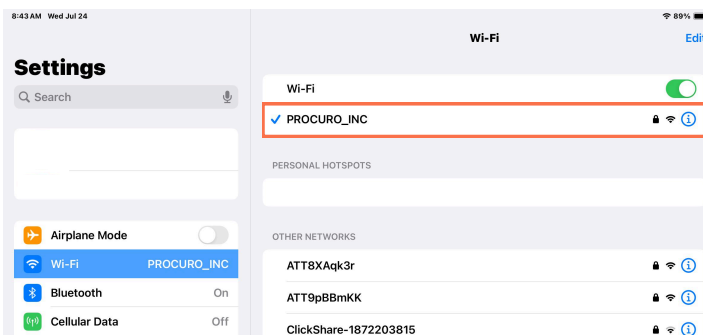 8:43 AM Wed Jul 24
89%
Wi-Fi
Edit
Settings
Search
Wi-Fi
PROCURO_INC
PERSONAL HOTSPOTS
Airplane Mode
OTHER NETWORKS
Wi-Fi PROCURO_INC
ATT8XAqk3r
Bluetooth On
ATT9pBBmKK
Cellular Data Off
ClickShare-1872203815